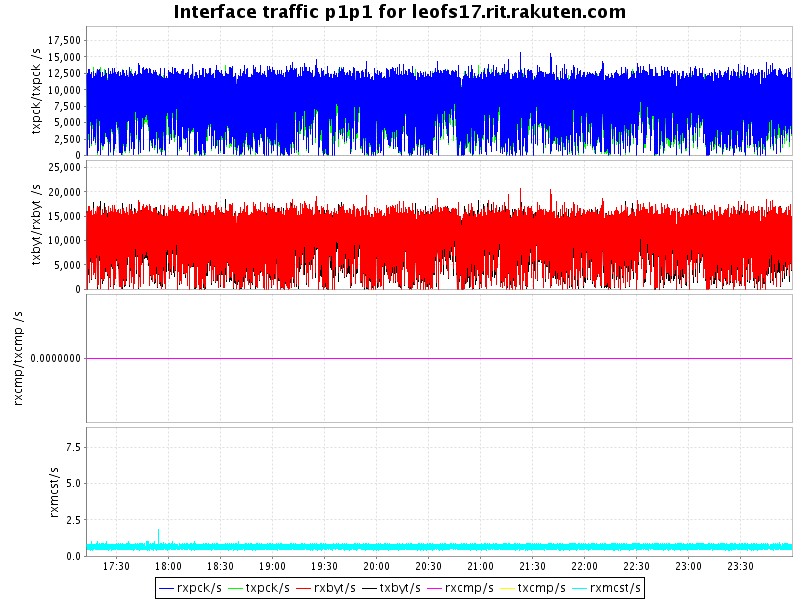 Interface traffic p1p1 for leofs17.rit.rakuten.com
txpck/txpck /s
17,500
15,000
12,500
10,000
7,500
5,000
2,500
0
txbyt/rxbyt /s
25,000
20,000
15,000
10,000
5,000
0
rxcmp/txcmp /s
0.0000000
rxmcst/s
7.5
5.0
2.5
0.0
17:30 18:00 18:30 19:00 19:30 20:00 20:30 21:00 21:30 22:00 22:30 23:00 23:30
rxpck/s txpck/s rxbyt/s txbyt/s rxcmp/s txcmp/s rxmcst/s